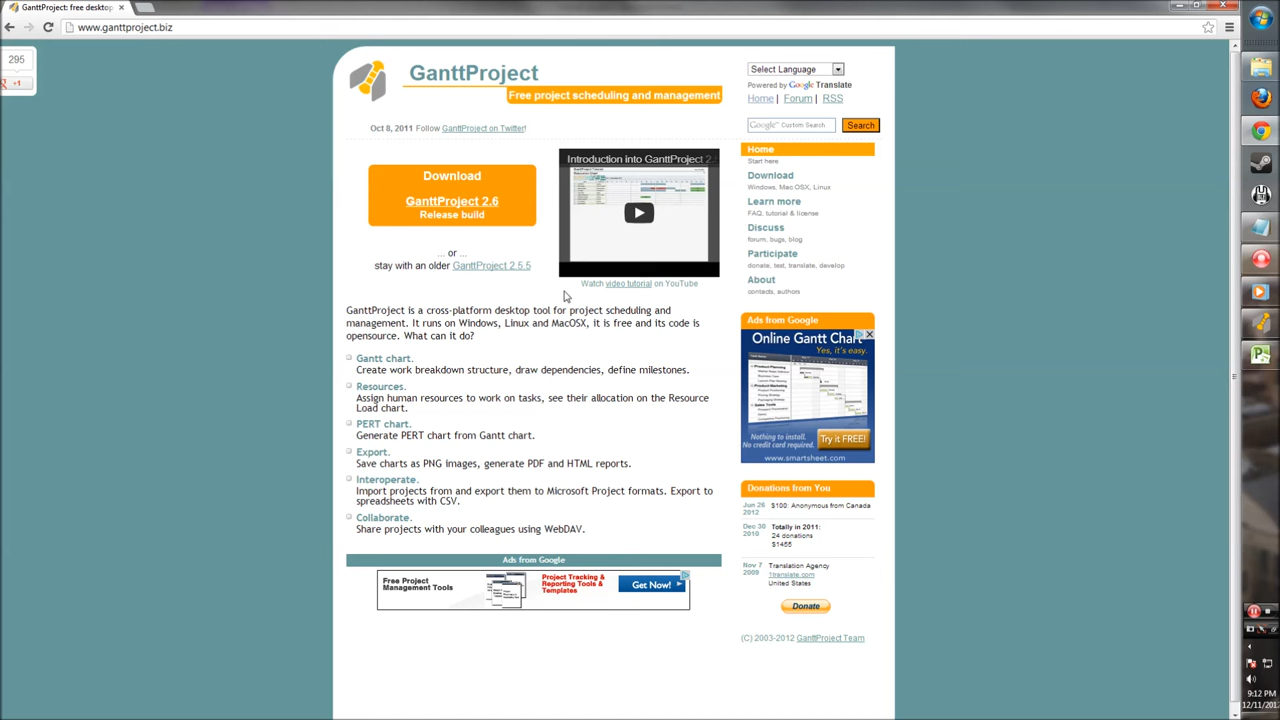 GanttProject: free desktop
www.ganttproject.biz
295
+1
GanttProject
Free project scheduling and management
Oct 8, 2011 Follow GanttProject on Twitter!
Select Language
Powered by Google Translate
Home | Forum | RSS
Google™ Custom Search
Search
Download
GanttProject 2.6
Release build
... or ...
stay with an older GanttProject 2.5.5
Introduction into GanttProject 2.
Watch video tutorial on YouTube
GanttProject is a cross-platform desktop tool for project scheduling and
management. It runs on Windows, Linux and MacOSX, it is free and its code is
opensource. What can it do?
Gantt chart.
Create work breakdown structure, draw dependencies, define milestones.
Resources.
Assign human resources to work on tasks, see their allocation on the Resource
Load chart.
PERT chart.
Generate PERT chart from Gantt chart.
Export.
Save charts as PNG images, generate PDF and HTML reports.
Interoperate.
Import projects from and export them to Microsoft Project formats. Export to
spreadsheets with CSV.
Collaborate.
Share projects with your colleagues using WebDAV.
Ads from Google
Free Project
Management Tools
Project Tracking &
Reporting Tools &
Templates
Get Now!
Home
Start here
Download
Windows, Mac OSX, Linux
Learn more
FAQ, tutorial & license
Discuss
forum, bugs, blog
Participate
donate, test, translate, develop
About
contacts, authors
Ads from Google
Online Gantt Chart
Yes, it's easy.
Nothing to install.
No credit card required.
Try it FREE!
www.smartsheet.com
Donations from You
Jun 26
2012
$100: Anonymous from Canada
Dec 30
2010
Totally in 2011:
24 donations
$1455
Nov 7
2009
Translation Agency
1translate.com
United States
Donate
(C) 2003-2012 GanttProject Team
9:12 PM
12/11/201